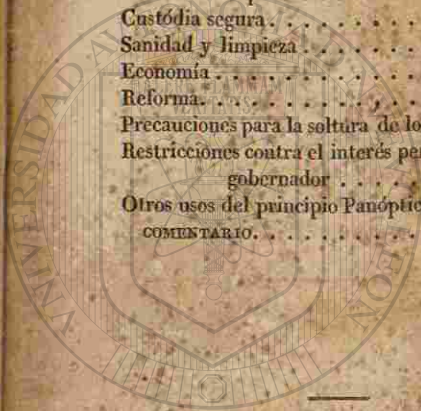 Custódia segura . . . . . . . . .
Sanidad y limpieza . . . . . . .
Economía . . . . . . . . . . . .
Reforma. . . . . . . . . , . . .
Precauciones para la soltura de lo
Restricciones contra el interés pe
gobernador . . . . .
Otros usos del principio Panóptic
COMENTARIO. . . . . . . . . .